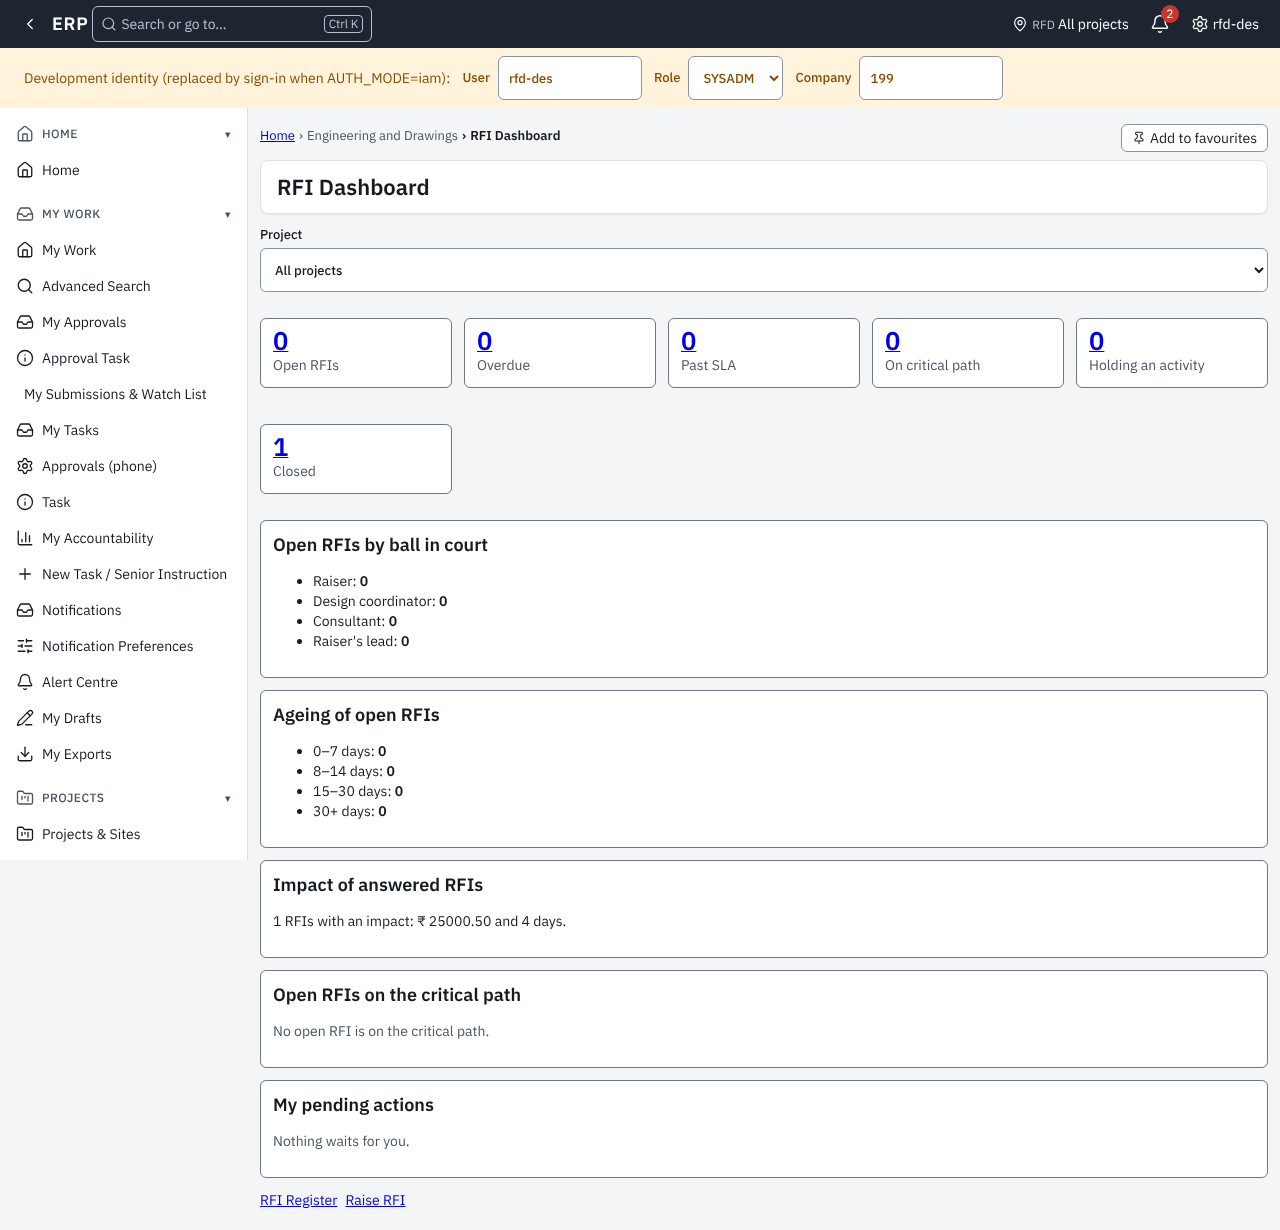 ERP
Search or go to...
Ctrl K
RFD All projects
2
rfd-des
Development identity (replaced by sign-in when AUTH_MODE=iam):
User
rfd-des
Role
SYSADM
Company
199
HOME
Home
MY WORK
My Work
Advanced Search
My Approvals
Approval Task
My Submissions & Watch List
My Tasks
Approvals (phone)
Task
My Accountability
New Task / Senior Instruction
Notifications
Notification Preferences
Alert Centre
My Drafts
My Exports
PROJECTS
Projects & Sites
Home › Engineering and Drawings › RFI Dashboard
Add to favourites
RFI Dashboard
Project
All projects
0
Open RFIs
0
Overdue
0
Past SLA
0
On critical path
0
Holding an activity
1
Closed
Open RFIs by ball in court
• Raiser: 0
• Design coordinator: 0
• Consultant: 0
• Raiser's lead: 0
Ageing of open RFIs
• 0–7 days: 0
• 8–14 days: 0
• 15–30 days: 0
• 30+ days: 0
Impact of answered RFIs
1 RFIs with an impact: ₹ 25000.50 and 4 days.
Open RFIs on the critical path
No open RFI is on the critical path.
My pending actions
Nothing waits for you.
RFI Register Raise RFI